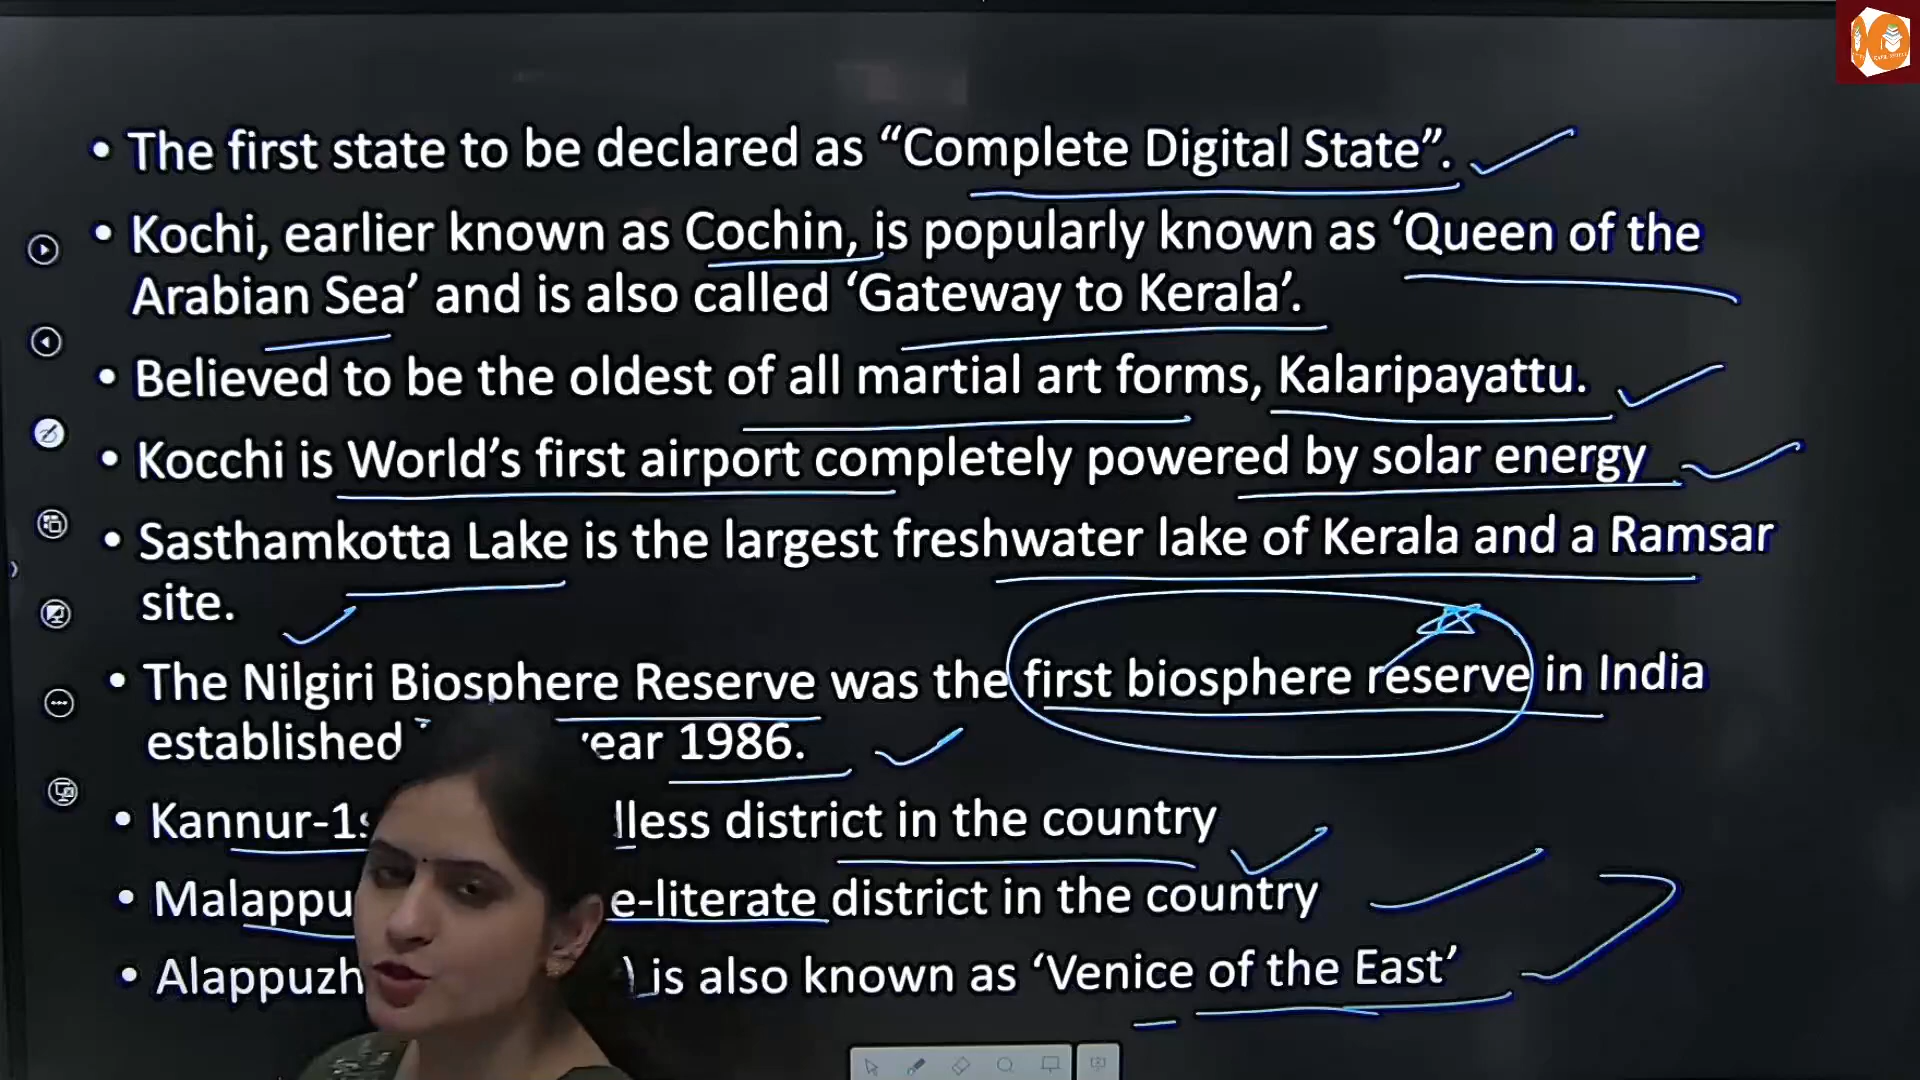 • The first state to be declared as “Complete Digital State”.
• Kochi, earlier known as Cochin, is popularly known as ‘Queen of the
Arabian Sea’ and is also called ‘Gateway to Kerala’.
• Believed to be the oldest of all martial art forms, Kalaripayattu.
• Kocchi is World’s first airport completely powered by solar energy
• Sasthamkotta Lake is the largest freshwater lake of Kerala and a Ramsar
site.
• The Nilgiri Biosphere Reserve was the first biosphere reserve in India
established year 1986.
• Kannur-1s lless district in the country
• Malappu e-literate district in the country
• Alappuzh ) is also known as ‘Venice of the East’